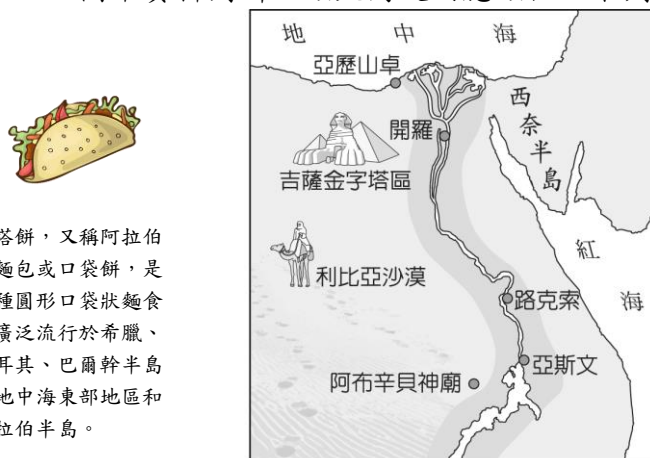 塔餅，又稱阿拉伯
麵包或口袋餅，是
種圓形口袋狀麵食
廣泛流行於希臘、
耳其、巴爾幹半島
地中海東部地區和
拉伯半島。
地中海
亞歷山卓
西奈半島
開羅
吉薩金字塔區
紅海
利比亞沙漠
路克索
亞斯文
阿布辛貝神廟